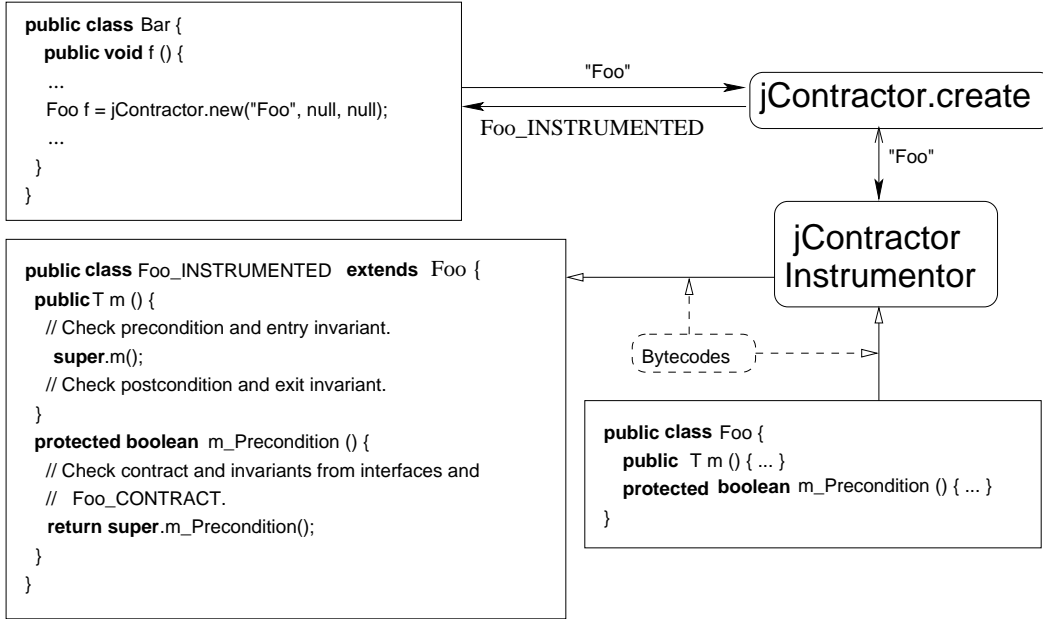 public class Bar {
public void f () {
...
Foo f = jContractor.new("Foo", null, null);
...
}
}
"Foo"
Foo_INSTRUMENTED
jContractor.create
"Foo"
jContractor
Instrumentor
public class Foo_INSTRUMENTED extends Foo {
public T m () {
// Check precondition and entry invariant.
super.m();
// Check postcondition and exit invariant.
}
protected boolean m_Precondition () {
// Check contract and invariants from interfaces and
// Foo_CONTRACT.
return super.m_Precondition();
}
}
Bytecodes
public class Foo {
public T m () { ... }
protected boolean m_Precondition () { ... }
}